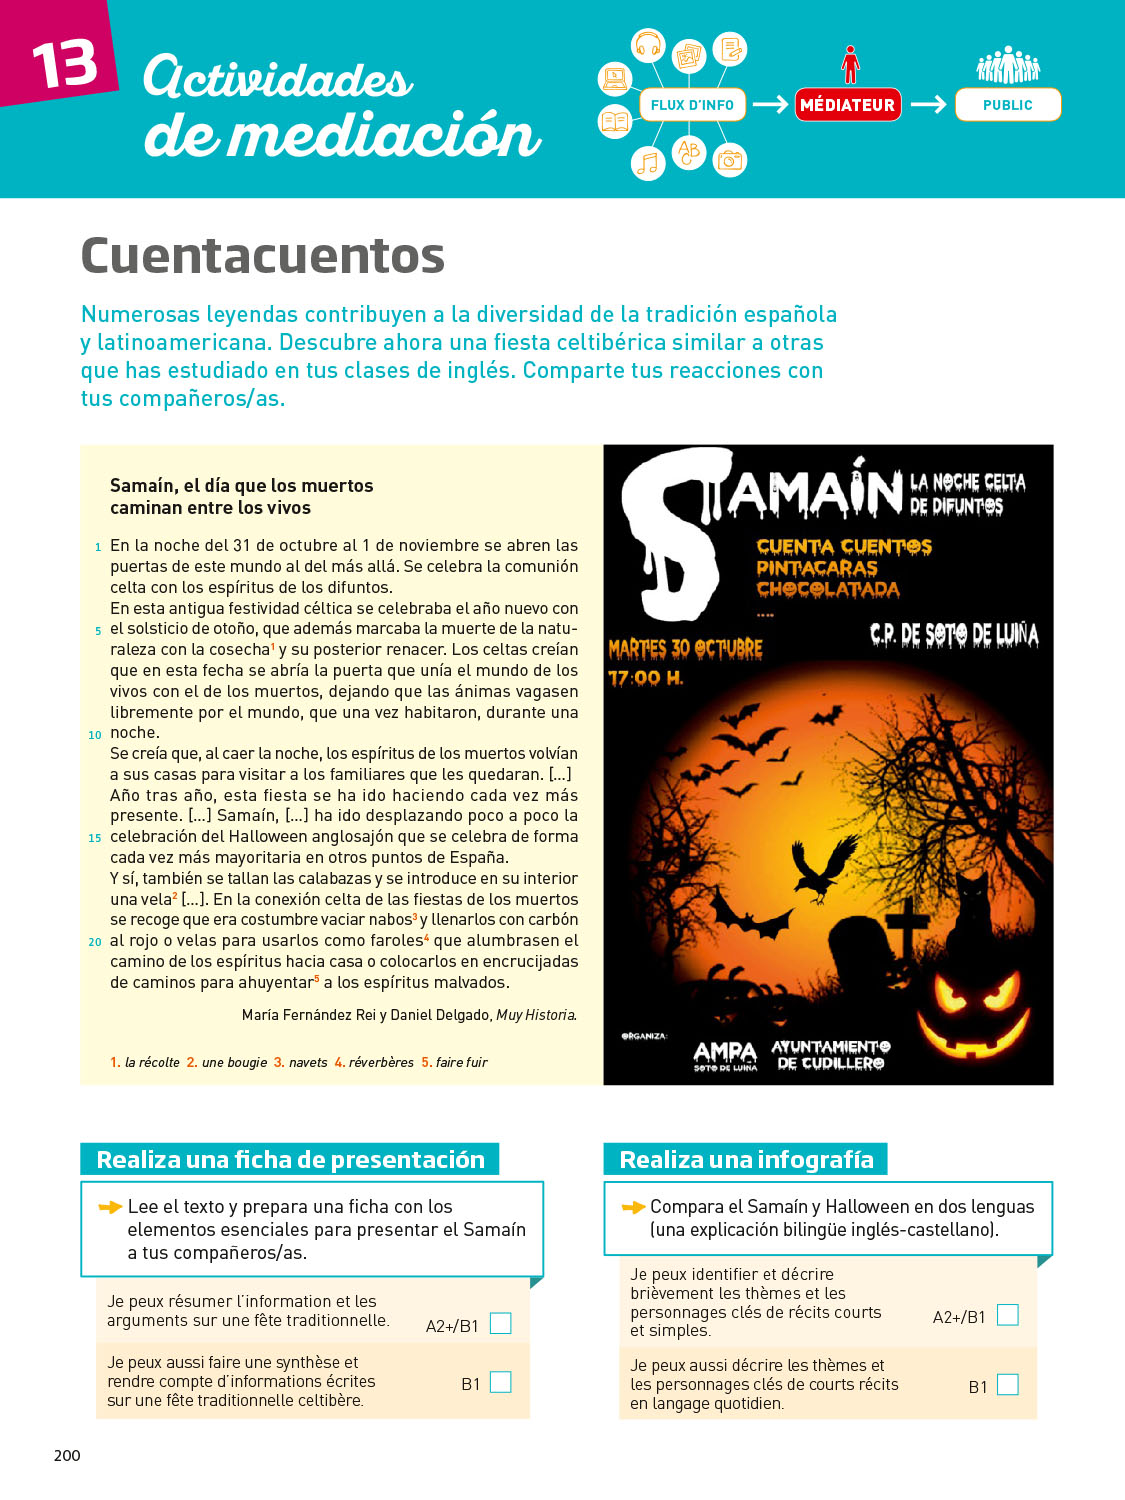 13
Actividades
de mediación
FLUX D'INFO
MÉDIATEUR
PUBLIC
AB
C
Cuentacuentos
Numerosas leyendas contribuyen a la diversidad de la tradición española
y latinoamericana. Descubre ahora una fiesta celtibérica similar a otras
que has estudiado en tus clases de inglés. Comparte tus reacciones con
tus compañeros/as.
Samaín, el día que los muertos
caminan entre los vivos
1 En la noche del 31 de octubre al 1 de noviembre se abren las
puertas de este mundo al del más allá. Se celebra la comunión
celta con los espíritus de los difuntos.
En esta antigua festividad céltica se celebraba el año nuevo con
5 el solsticio de otoño, que además marcaba la muerte de la natu-
raleza con la cosecha1 y su posterior renacer. Los celtas creían
que en esta fecha se abría la puerta que unía el mundo de los
vivos con el de los muertos, dejando que las ánimas vagasen
libremente por el mundo, que una vez habitaron, durante una
10 noche.
Se creía que, al caer la noche, los espíritus de los muertos volvían
a sus casas para visitar a los familiares que les quedaran. [...]
Año tras año, esta fiesta se ha ido haciendo cada vez más
presente. [...] Samaín, [...] ha ido desplazando poco a poco la
15 celebración del Halloween anglosajón que se celebra de forma
cada vez más mayoritaria en otros puntos de España.
Y sí, también se tallan las calabazas y se introduce en su interior
una vela2 [...]. En la conexión celta de las fiestas de los muertos
se recoge que era costumbre vaciar nabos3 y llenarlos con carbón
20 al rojo o velas para usarlos como faroles4 que alumbrasen el
camino de los espíritus hacia casa o colocarlos en encrucijadas
de caminos para ahuyentar5 a los espíritus malvados.
María Fernández Rei y Daniel Delgado, Muy Historia.
1. la récolte 2. une bougie 3. navets 4. réverbères 5. faire fuir
SAMAÍN LA NOCHE CELTA
DE DIFUNTOS
CUENTA CUENTOS
PINTACARAS
CHOCOLATADA
....
C.P. DE SOTO DE LUIÑA
MARTES 30 OCTUBRE
17:00 H.
ORGANIZA:
AMPA
SOTO DE LUINA
AYUNTAMIENTO
DE CUDILLERO
Realiza una ficha de presentación
Lee el texto y prepara una ficha con los
elementos esenciales para presentar el Samaín
a tus compañeros/as.
Je peux résumer l'information et les
arguments sur une fête traditionnelle.
A2+/B1
Je peux aussi faire une synthèse et
rendre compte d'informations écrites
sur une fête traditionnelle celtibère.
B1
Realiza una infografía
Compara el Samaín y Halloween en dos lenguas
(una explicación bilingüe inglés-castellano).
Je peux identifier et décrire
brièvement les thèmes et les
personnages clés de récits courts
et simples.
A2+/B1
Je peux aussi décrire les thèmes et
les personnages clés de courts récits
en langage quotidien.
B1
200